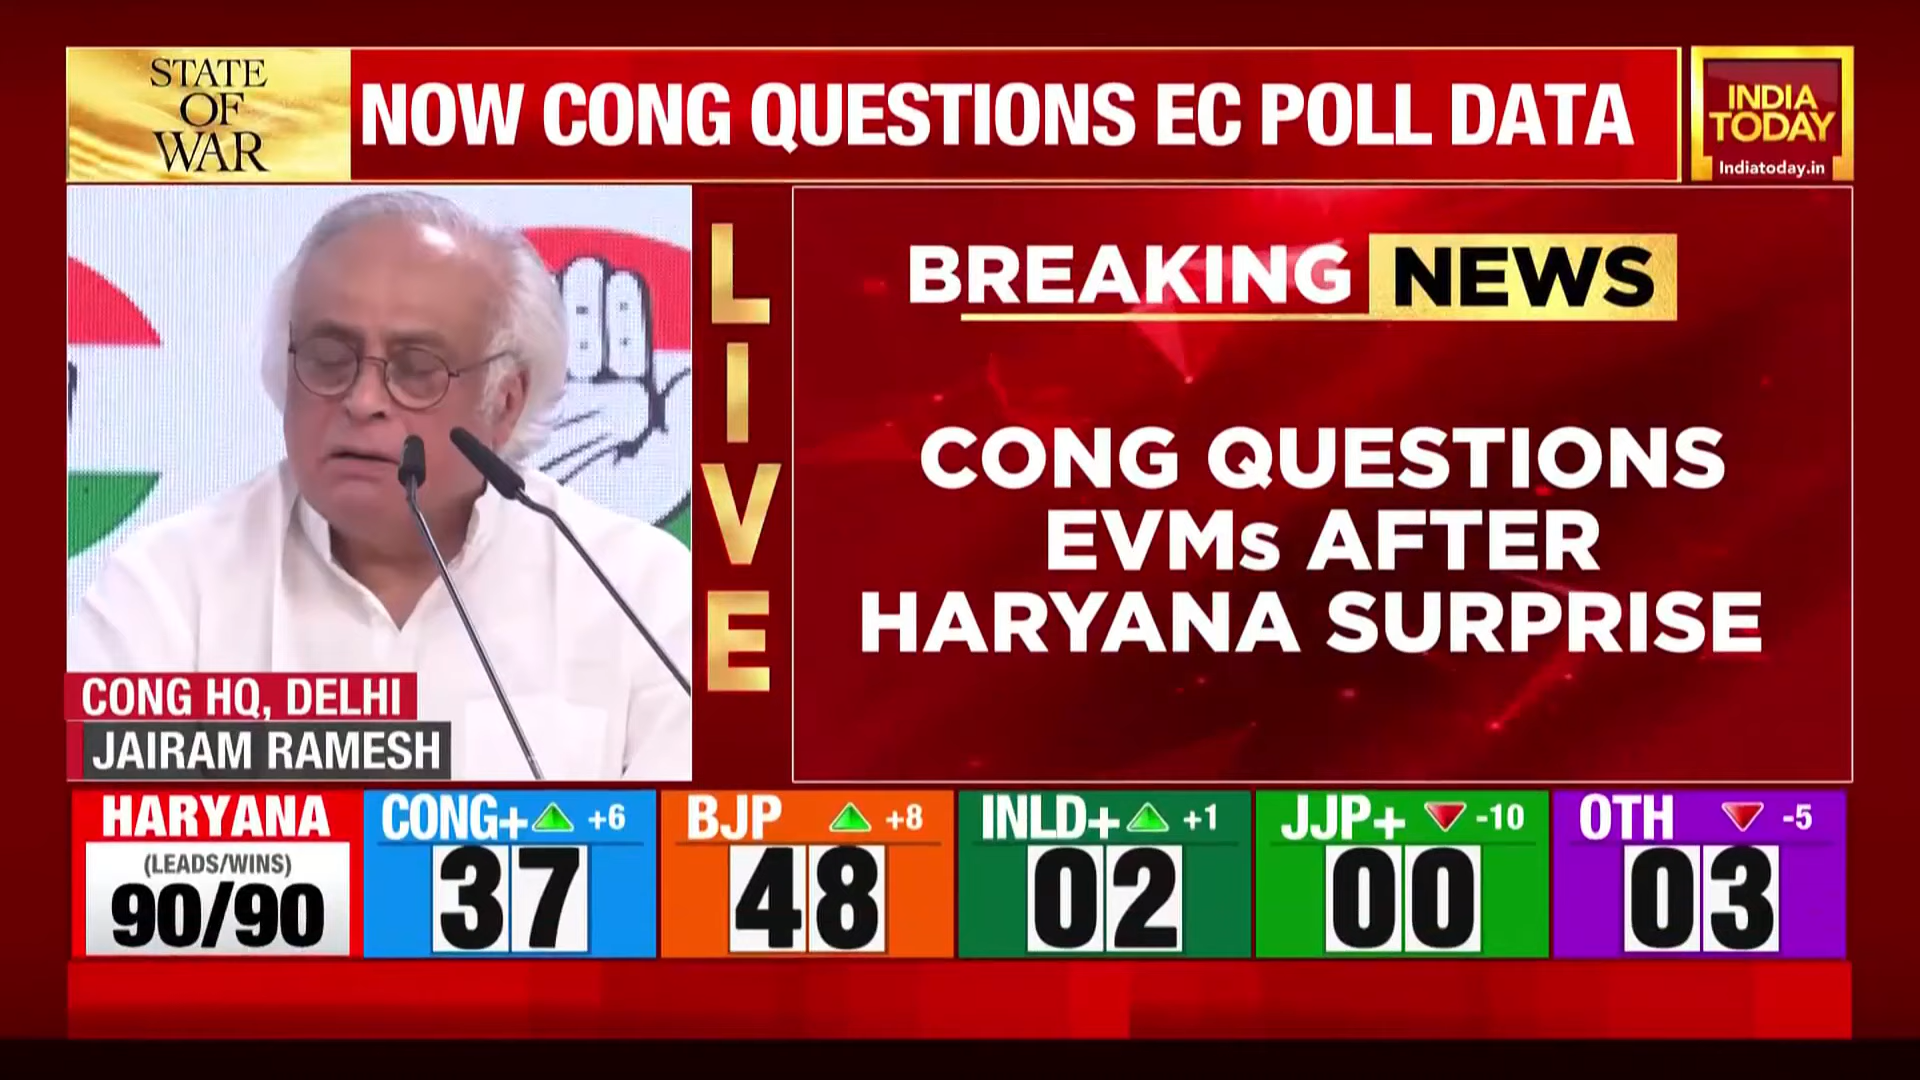 STATE
OF
WAR
NOW CONG QUESTIONS EC POLL DATA
INDIA
TODAY
Indiatoday.in
LIVE
BREAKING NEWS
CONG QUESTIONS
EVMs AFTER
HARYANA SURPRISE
CONG HQ, DELHI
JAIRAM RAMESH
HARYANA
(LEADS/WINS)
90/90
CONG+ +6
37
BJP +8
48
INLD+ +1
02
JJP+ -10
00
OTH -5
03